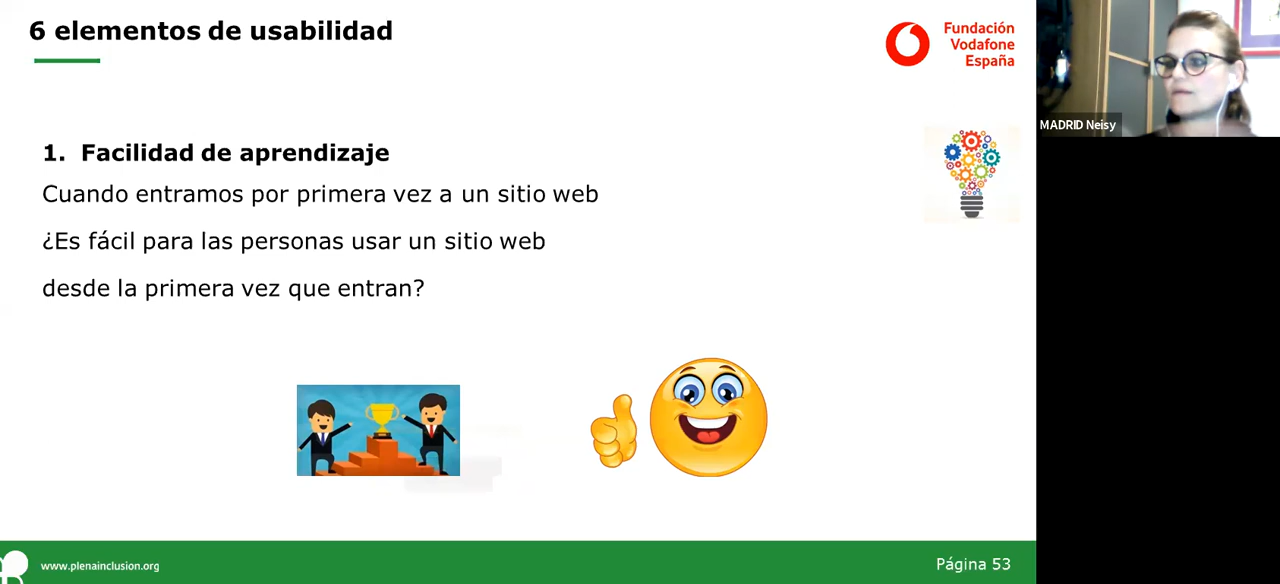 6 elementos de usabilidad
Fundación
Vodafone
España
MADRID Neisy
1. Facilidad de aprendizaje
Cuando entramos por primera vez a un sitio web
¿Es fácil para las personas usar un sitio web
desde la primera vez que entran?
www.plenainclusion.org
Página 53